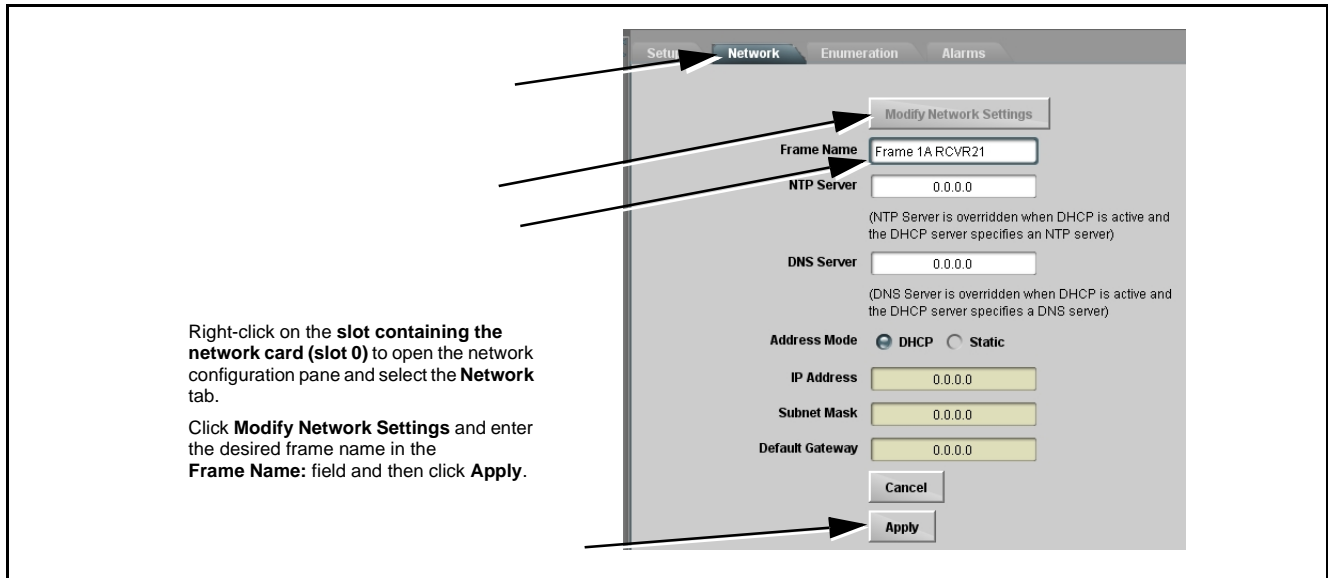 Setup Network Enumeration Alarms
Modify Network Settings
Frame Name Frame 1A RCVR21
NTP Server 0.0.0.0
(NTP Server is overridden when DHCP is active and
the DHCP server specifies an NTP server)
DNS Server 0.0.0.0
(DNS Server is overridden when DHCP is active and
the DHCP server specifies a DNS server)
Address Mode DHCP Static
IP Address 0.0.0.0
Subnet Mask 0.0.0.0
Default Gateway 0.0.0.0
Cancel
Apply
Right-click on the slot containing the
network card (slot 0) to open the network
configuration pane and select the Network
tab.
Click Modify Network Settings and enter
the desired frame name in the
Frame Name: field and then click Apply.